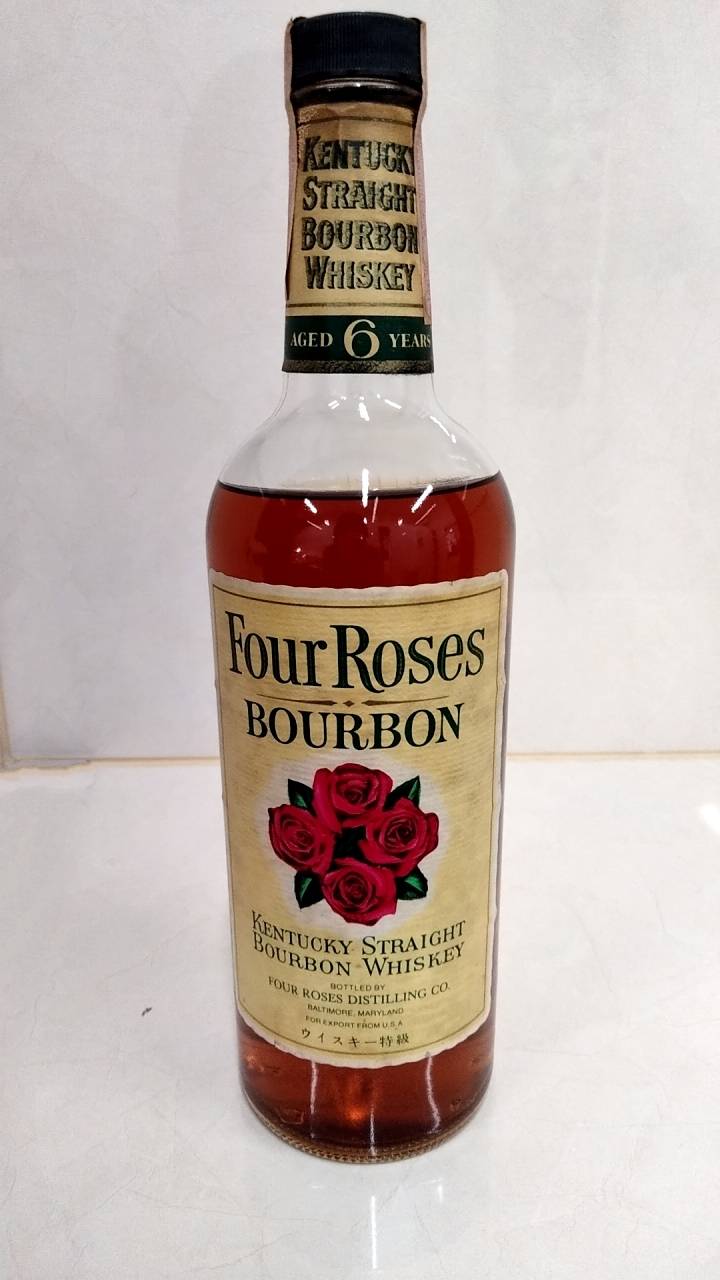 KENTUCKY
STRAIGHT
BOURBON
WHISKEY
AGED 6 YEARS
Four Roses
BOURBON
KENTUCKY STRAIGHT
BOURBON WHISKEY
BOTTLED BY
FOUR ROSES DISTILLING CO.
BALTIMORE, MARYLAND
FOR EXPORT FROM U.S.A
ウイスキー特級